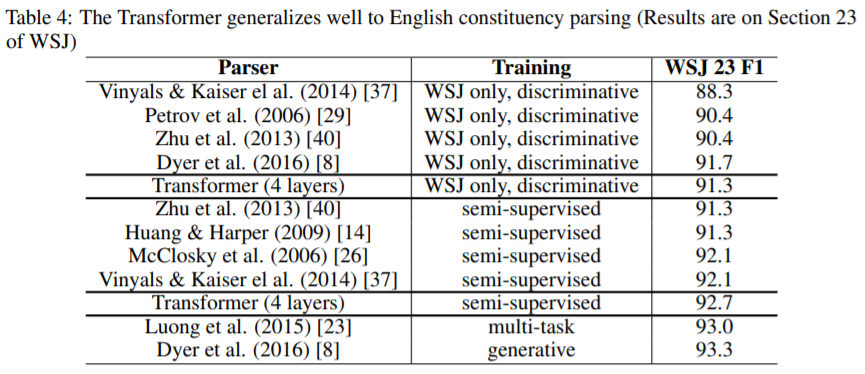 Table 4: The Transformer generalizes well to English constituency parsing (Results are on Section 23
of WSJ)
Parser Training WSJ 23 F1
Vinyals & Kaiser el al. (2014) [37] WSJ only, discriminative 88.3
Petrov et al. (2006) [29] WSJ only, discriminative 90.4
Zhu et al. (2013) [40] WSJ only, discriminative 90.4
Dyer et al. (2016) [8] WSJ only, discriminative 91.7
Transformer (4 layers) WSJ only, discriminative 91.3
Zhu et al. (2013) [40] semi-supervised 91.3
Huang & Harper (2009) [14] semi-supervised 91.3
McClosky et al. (2006) [26] semi-supervised 92.1
Vinyals & Kaiser el al. (2014) [37] semi-supervised 92.1
Transformer (4 layers) semi-supervised 92.7
Luong et al. (2015) [23] multi-task 93.0
Dyer et al. (2016) [8] generative 93.3